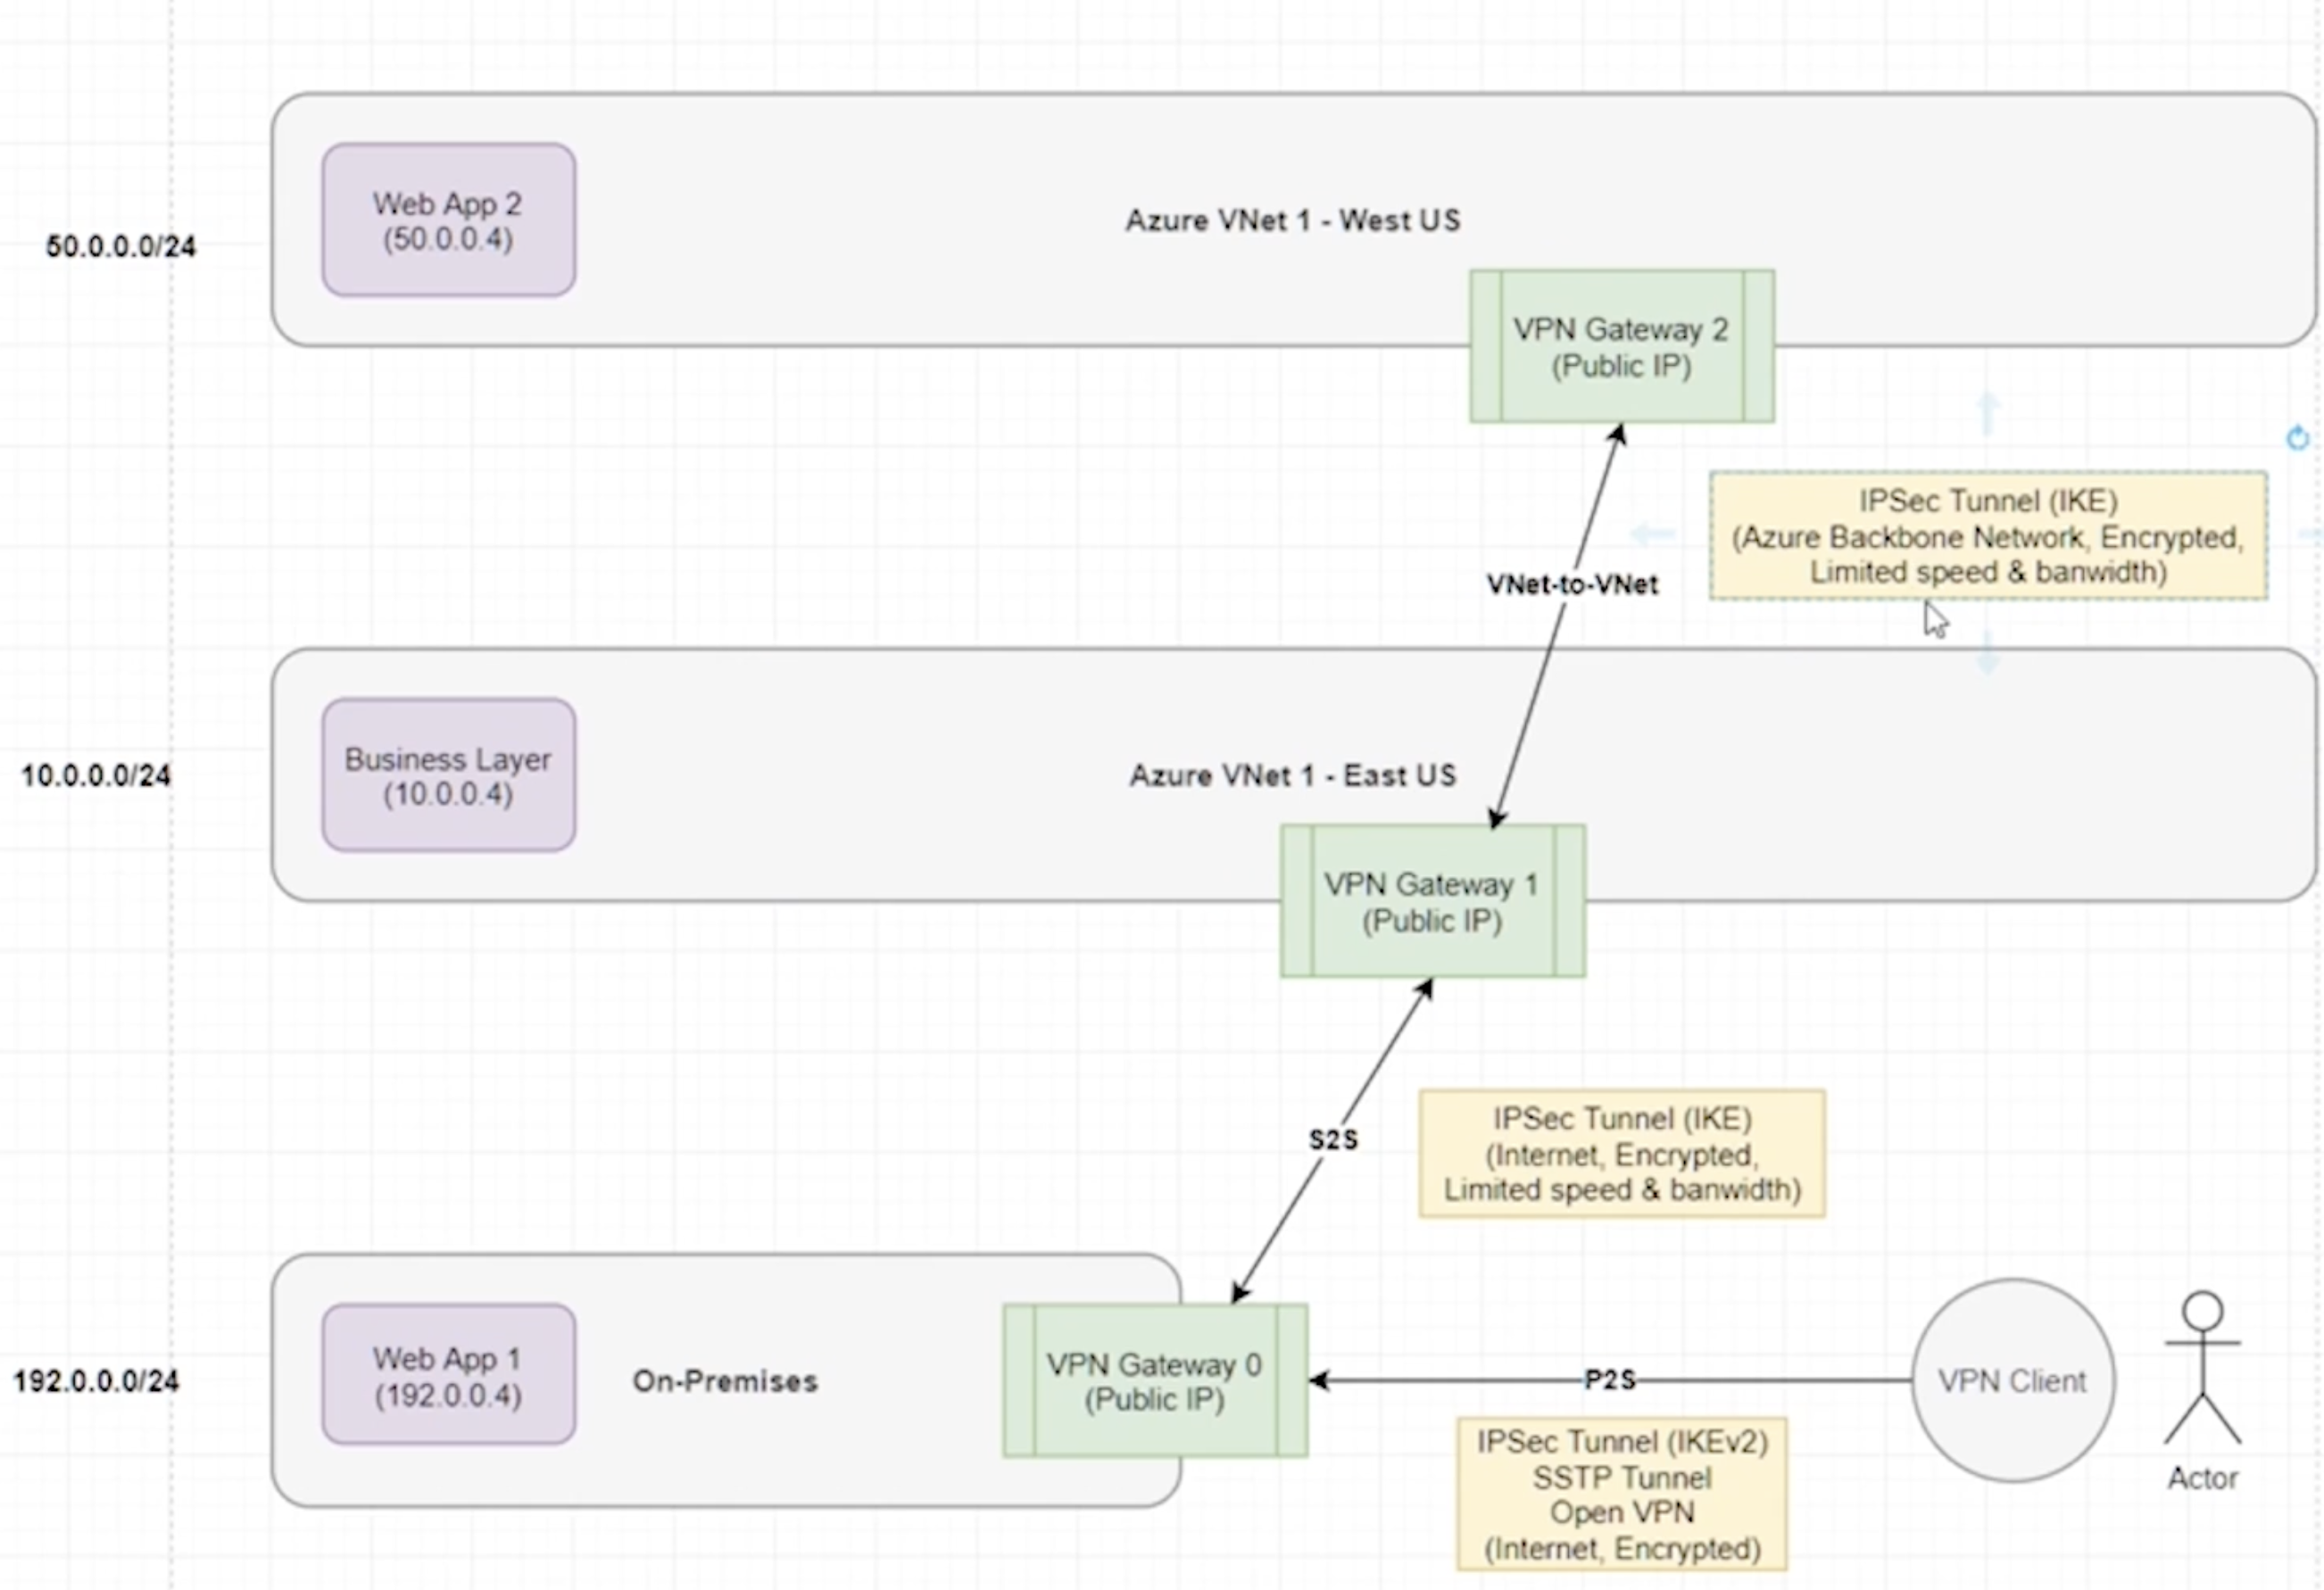 Web App 2
(50.0.0.4)
Azure VNet 1 - West US
50.0.0.0/24
VPN Gateway 2
(Public IP)
IPSec Tunnel (IKE)
(Azure Backbone Network, Encrypted,
Limited speed & banwidth)
VNet-to-VNet
Business Layer
(10.0.0.4)
10.0.0.0/24
Azure VNet 1 - East US
VPN Gateway 1
(Public IP)
IPSec Tunnel (IKE)
(Internet, Encrypted,
Limited speed & banwidth)
S2S
Web App 1
(192.0.0.4)
192.0.0.0/24
On-Premises
VPN Gateway 0
(Public IP)
P2S
VPN Client
IPSec Tunnel (IKEv2)
SSTP Tunnel
Open VPN
(Internet, Encrypted)
Actor